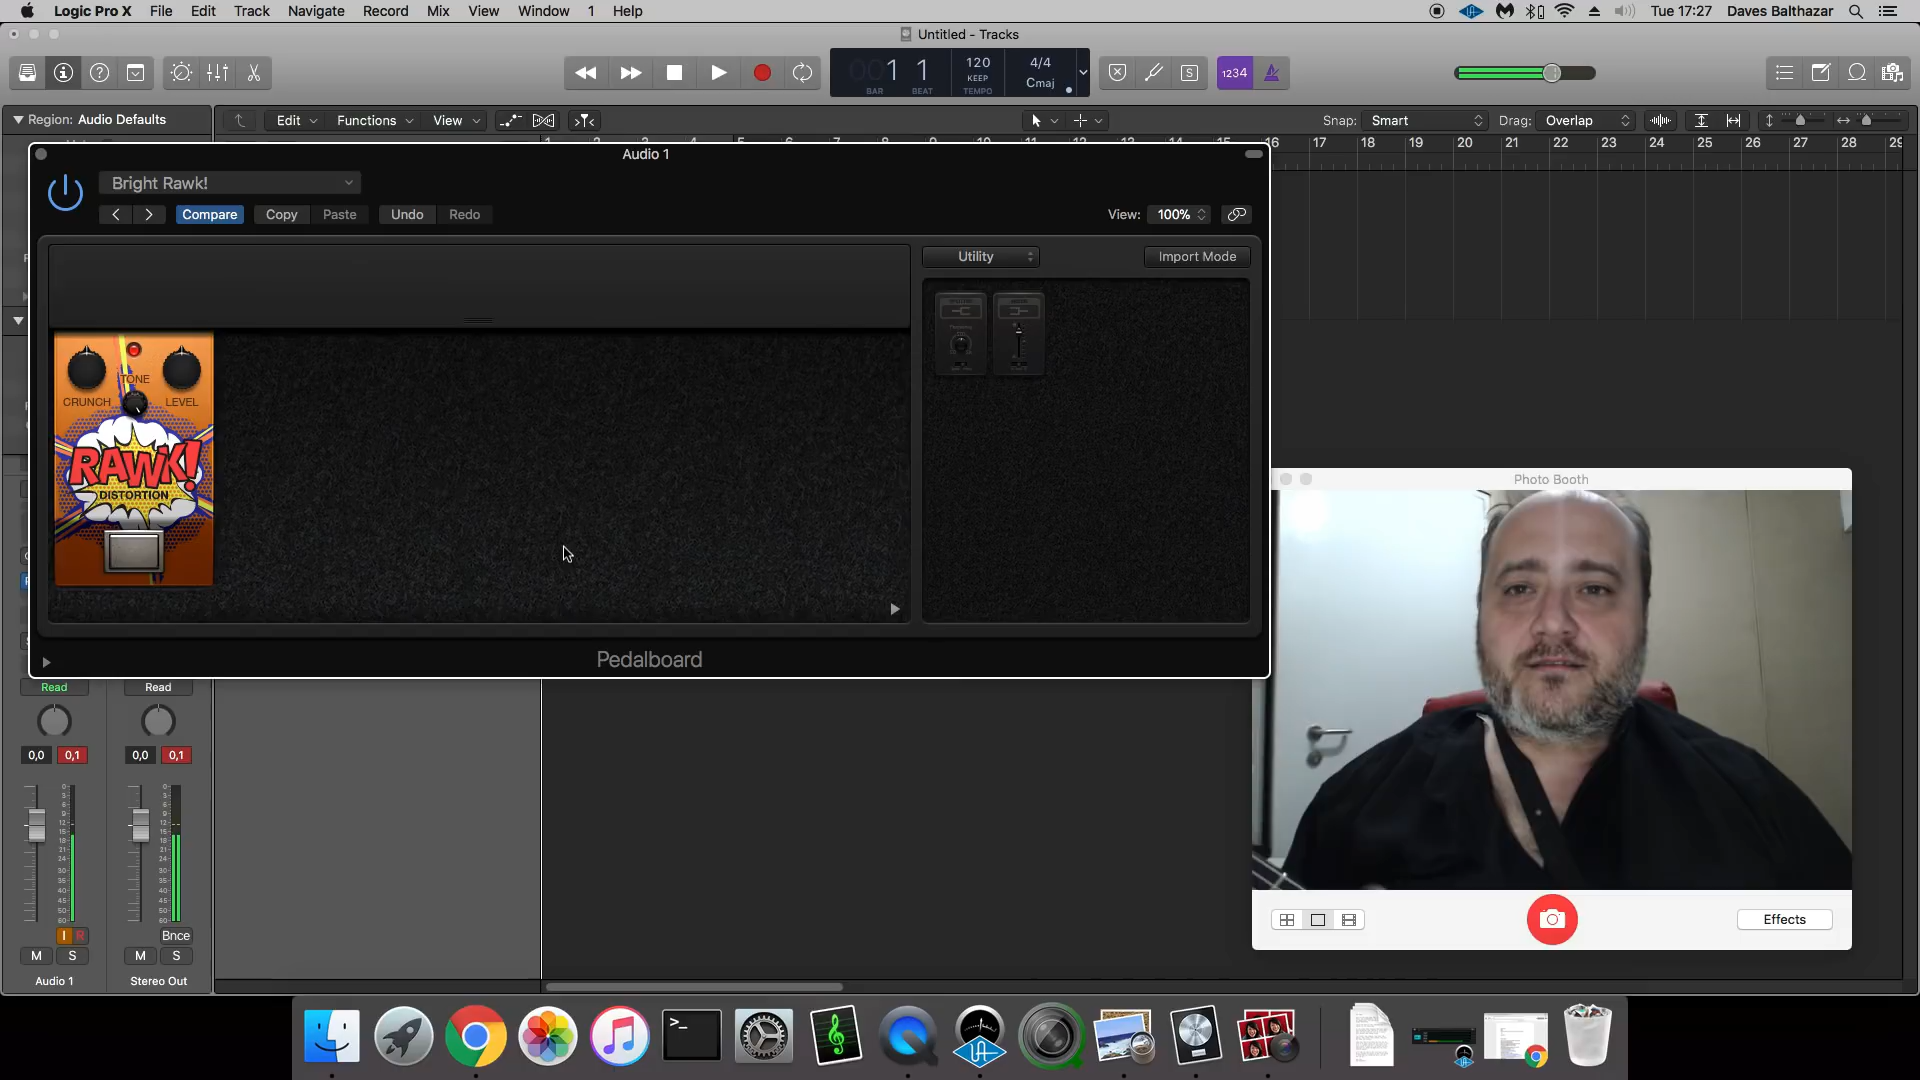 Logic Pro X File Edit Track Navigate Record Mix View Window 1 Help
Tue 17:27 Daves Balthazar
Untitled - Tracks
001 1 120 4/4
KEEP Cmaj
BAR BEAT TEMPO
S 1234
Region: Audio Defaults
Edit Functions View
Snap: Smart Drag: Overlap
16 17 18 19 20 21 22 23 24 25 26 27 28 29
Audio 1
Bright Rawk!
Compare Copy Paste Undo Redo
View: 100%
Utility Import Mode
TONE
CRUNCH LEVEL
RAWK!
DISTORTION
Pedalboard
Photo Booth
Effects
Read Read
0,0 0,1 0,0 0,1
I R Bnce
M S M S
Audio 1 Stereo Out